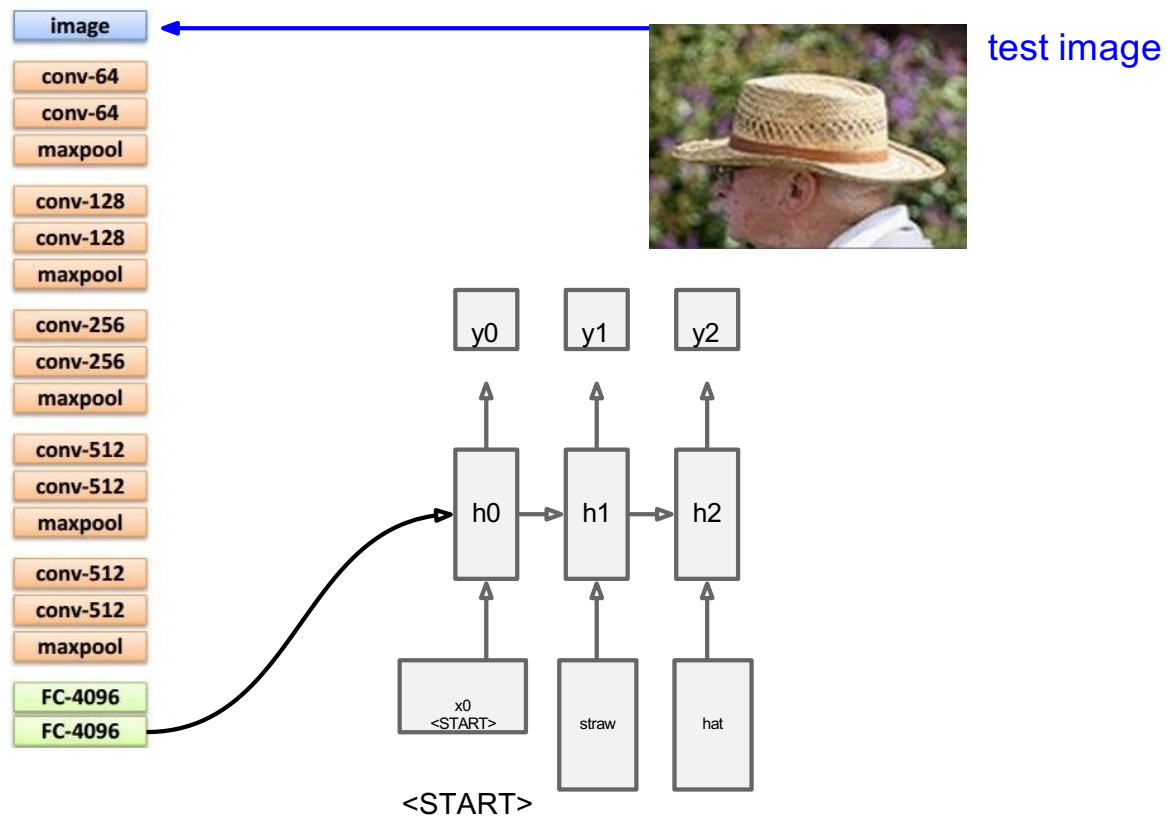 image
conv-64
conv-64
maxpool
conv-128
conv-128
maxpool
conv-256
conv-256
maxpool
conv-512
conv-512
maxpool
conv-512
conv-512
maxpool
FC-4096
FC-4096
test image
y0 y1 y2
h0 h1 h2
x0
<START>
straw
hat
<START>